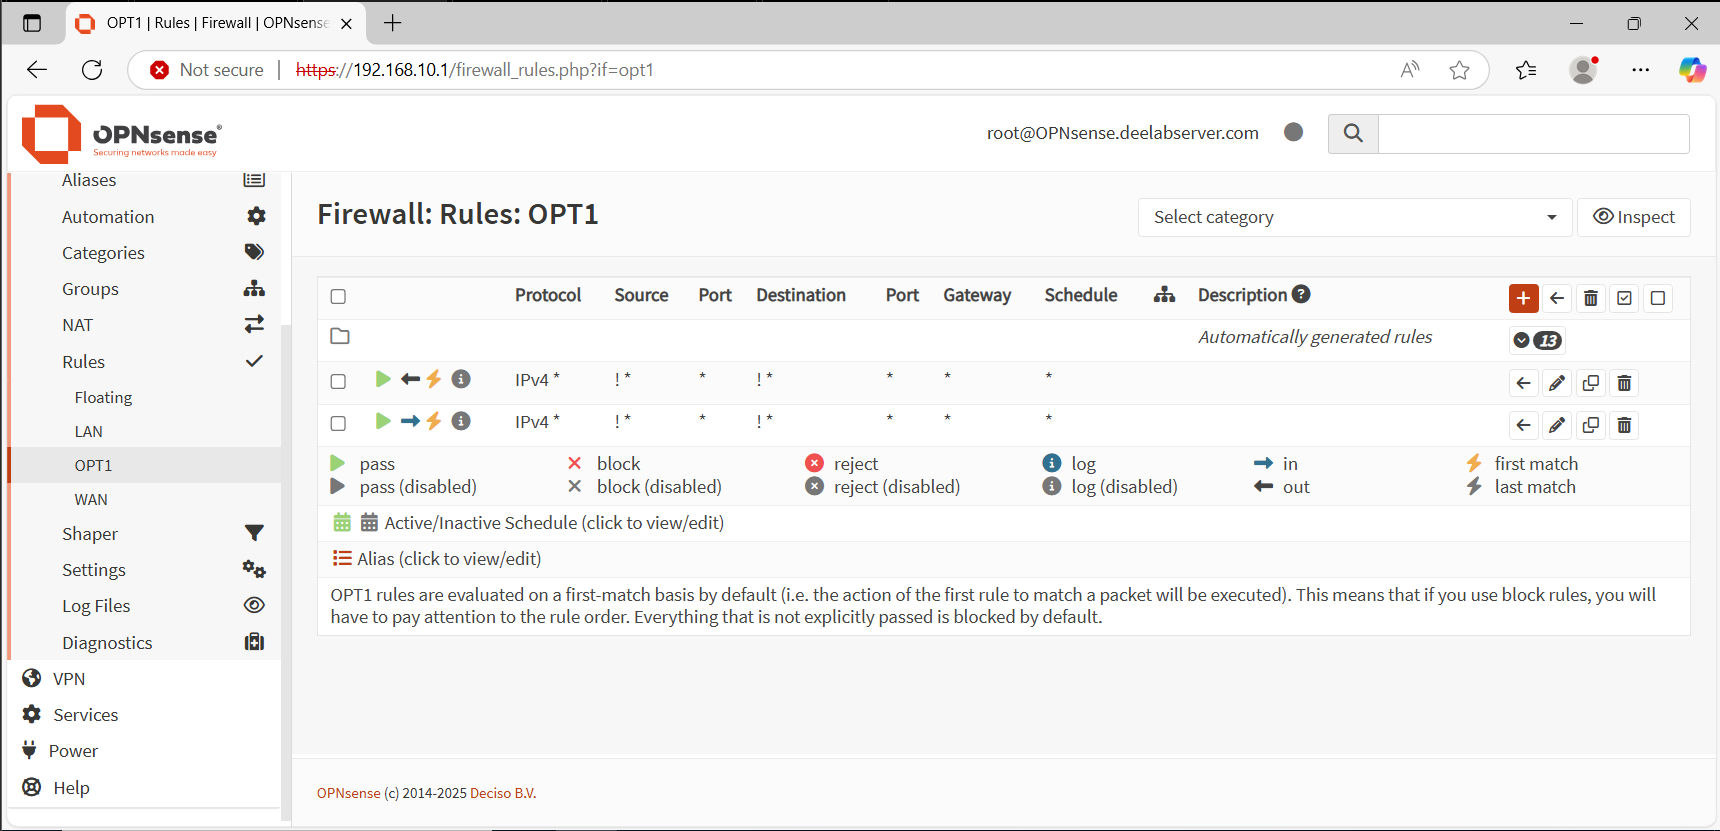 OPT1 | Rules | Firewall | OPNsense
Not secure | https://192.168.10.1/firewall_rules.php?if=opt1
OPNsense®
Securing networks made easy
root@OPNsense.deelabserver.com
Aliases
Automation
Categories
Groups
NAT
Rules
Floating
LAN
OPT1
WAN
Shaper
Settings
Log Files
Diagnostics
VPN
Services
Power
Help
Firewall: Rules: OPT1
Select category
Inspect
Protocol Source Port Destination Port Gateway Schedule Description
Automatically generated rules 13
IPv4 * ! * * ! * * * *
IPv4 * ! * * ! * * * *
pass block reject log in first match
pass (disabled) block (disabled) reject (disabled) log (disabled) out last match
Active/Inactive Schedule (click to view/edit)
Alias (click to view/edit)
OPT1 rules are evaluated on a first-match basis by default (i.e. the action of the first rule to match a packet will be executed). This means that if you use block rules, you will
have to pay attention to the rule order. Everything that is not explicitly passed is blocked by default.
OPNsense (c) 2014-2025 Deciso B.V.